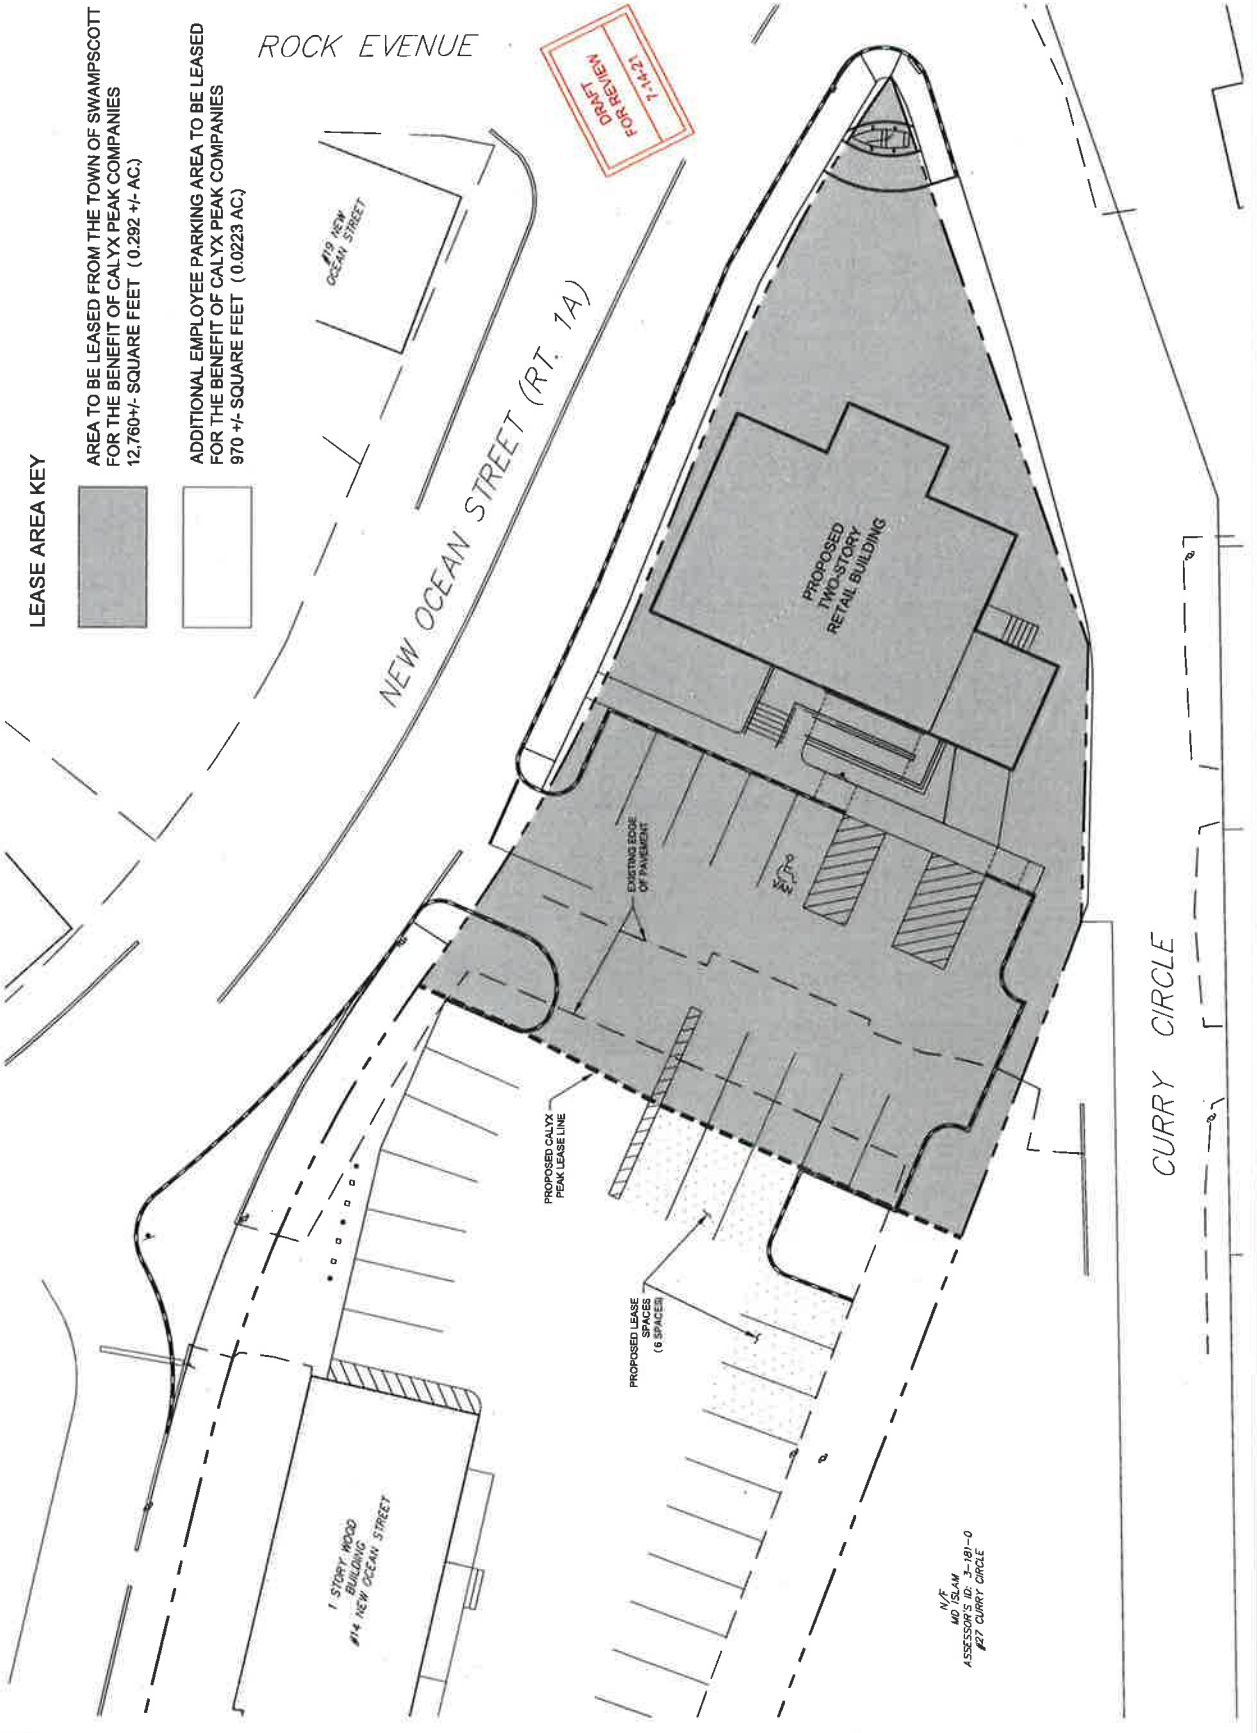 LEASE AREA KEY
AREA TO BE LEASED FROM THE TOWN OF SWAMPSCOTT
FOR THE BENEFIT OF CALYX PEAK COMPANIES
12,760+/- SQUARE FEET (0.292 +/- AC.)
ADDITIONAL EMPLOYEE PARKING AREA TO BE LEASED
FOR THE BENEFIT OF CALYX PEAK COMPANIES
970 +/- SQUARE FEET (0.0223 AC.)
ROCK EVENUE
DRAFT
FOR REVIEW
7-14-21
#19 NEW
OCEAN STREET
NEW OCEAN STREET (RT. 1A)
PROPOSED
TWO-STORY
RETAIL BUILDING
EXISTING EDGE
OF PAVEMENT
VAN
PROPOSED CALYX
PEAK LEASE LINE
PROPOSED LEASE
SPACES
(6 SPACES)
1 STORY WOOD
BUILDING
#14 NEW OCEAN STREET
CURRY CIRCLE
N/F
MD ISLAM
ASSESSOR'S ID: 3-181-0
#27 CURRY CIRCLE